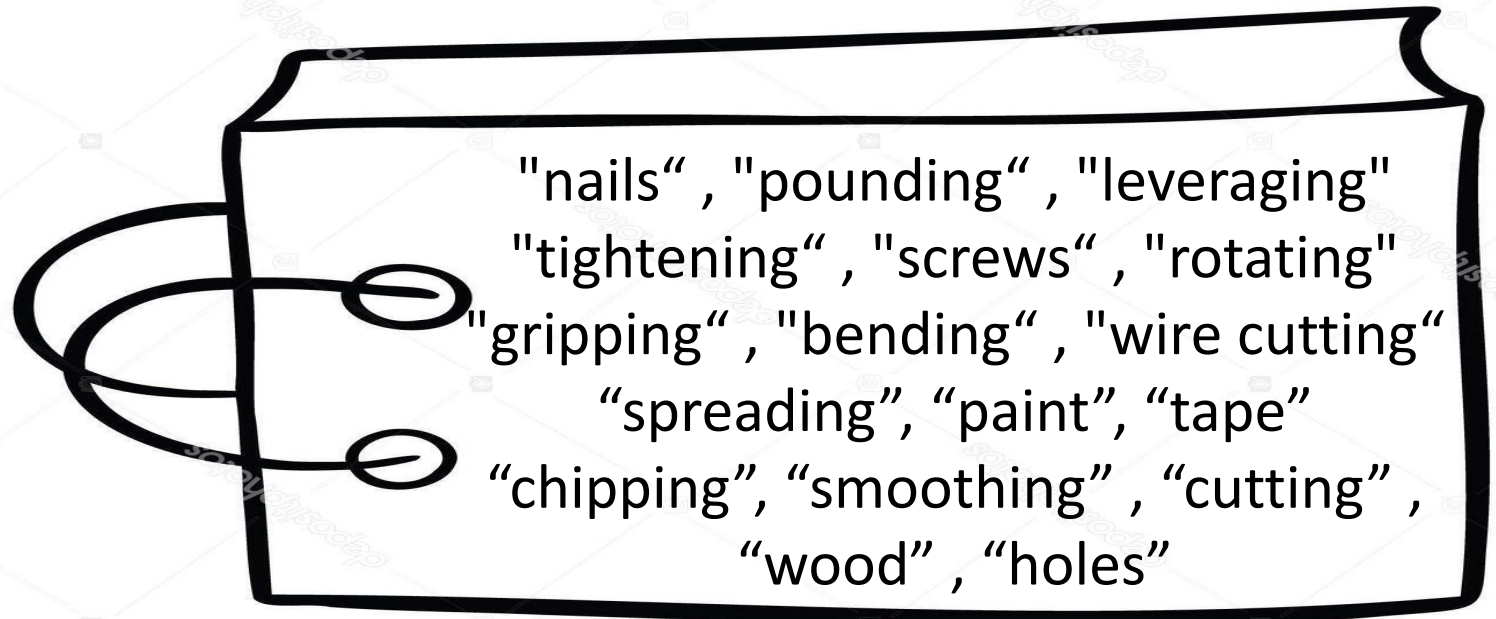 "nails“ , "pounding“ , "leveraging"
"tightening“ , "screws“ , "rotating"
"gripping“ , "bending“ , "wire cutting“
“spreading”, “paint”, “tape”
“chipping”, “smoothing” , “cutting” ,
“wood” , “holes”